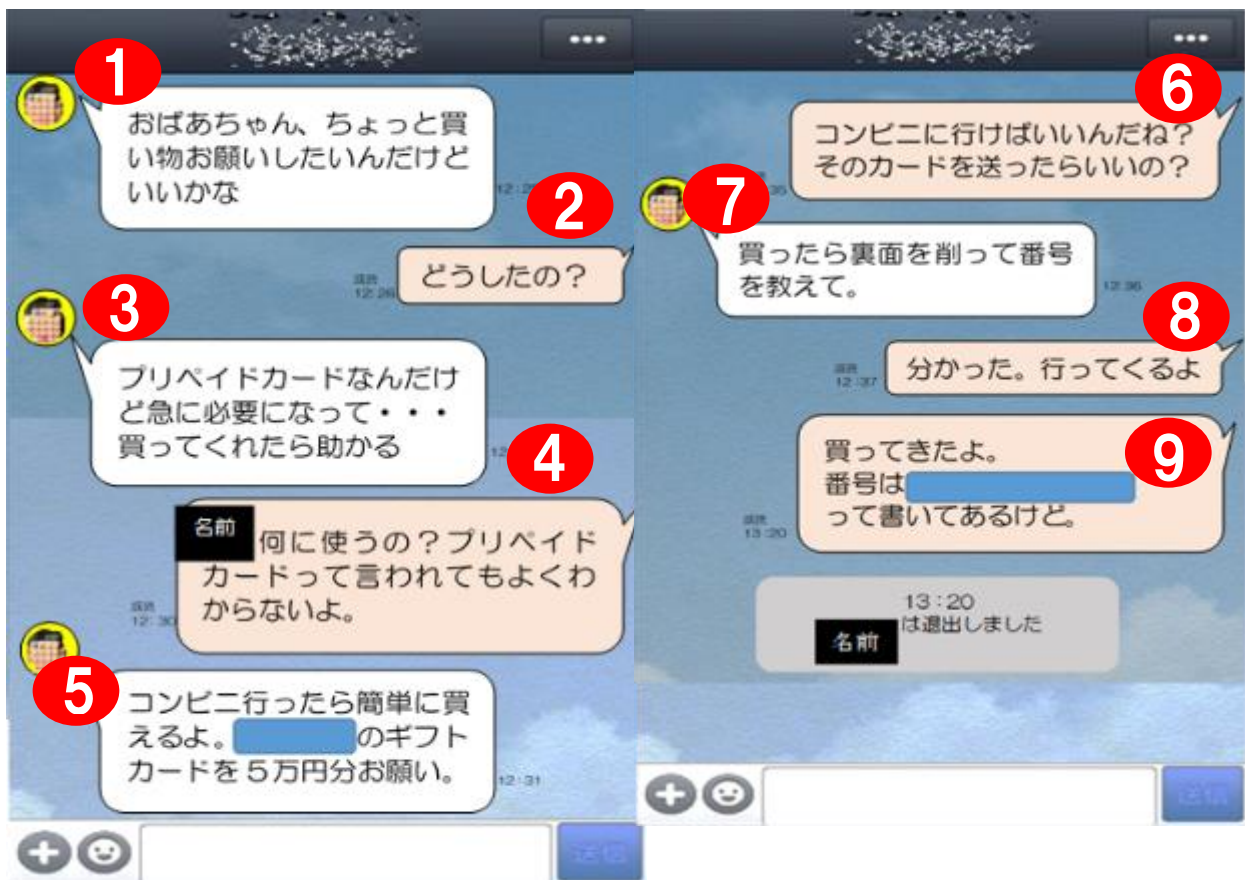 1
おばあちゃん、ちょっと買
い物お願いしたいんだけど
いいかな
2
どうしたの?
既読
12:26
3
プリペイドカードなんだけ
ど急に必要になって・・・
買ってくれたら助かる
4
名前
何に使うの?プリペイド
カードって言われてもよくわ
からないよ。
既読
12:30
5
コンビニ行ったら簡単に買
えるよ。 のギフト
カードを5万円分お願い。
12:31
送信
6
コンビニに行けばいいんだね?
そのカードを送ったらいいの?
7
買ったら裏面を削って番号
を教えて。
12:36
8
分かった。行ってくるよ
既読
12:37
9
買ってきたよ。
番号は
って書いてあるけど。
既読
13:20
13:20
名前 は退出しました
送信